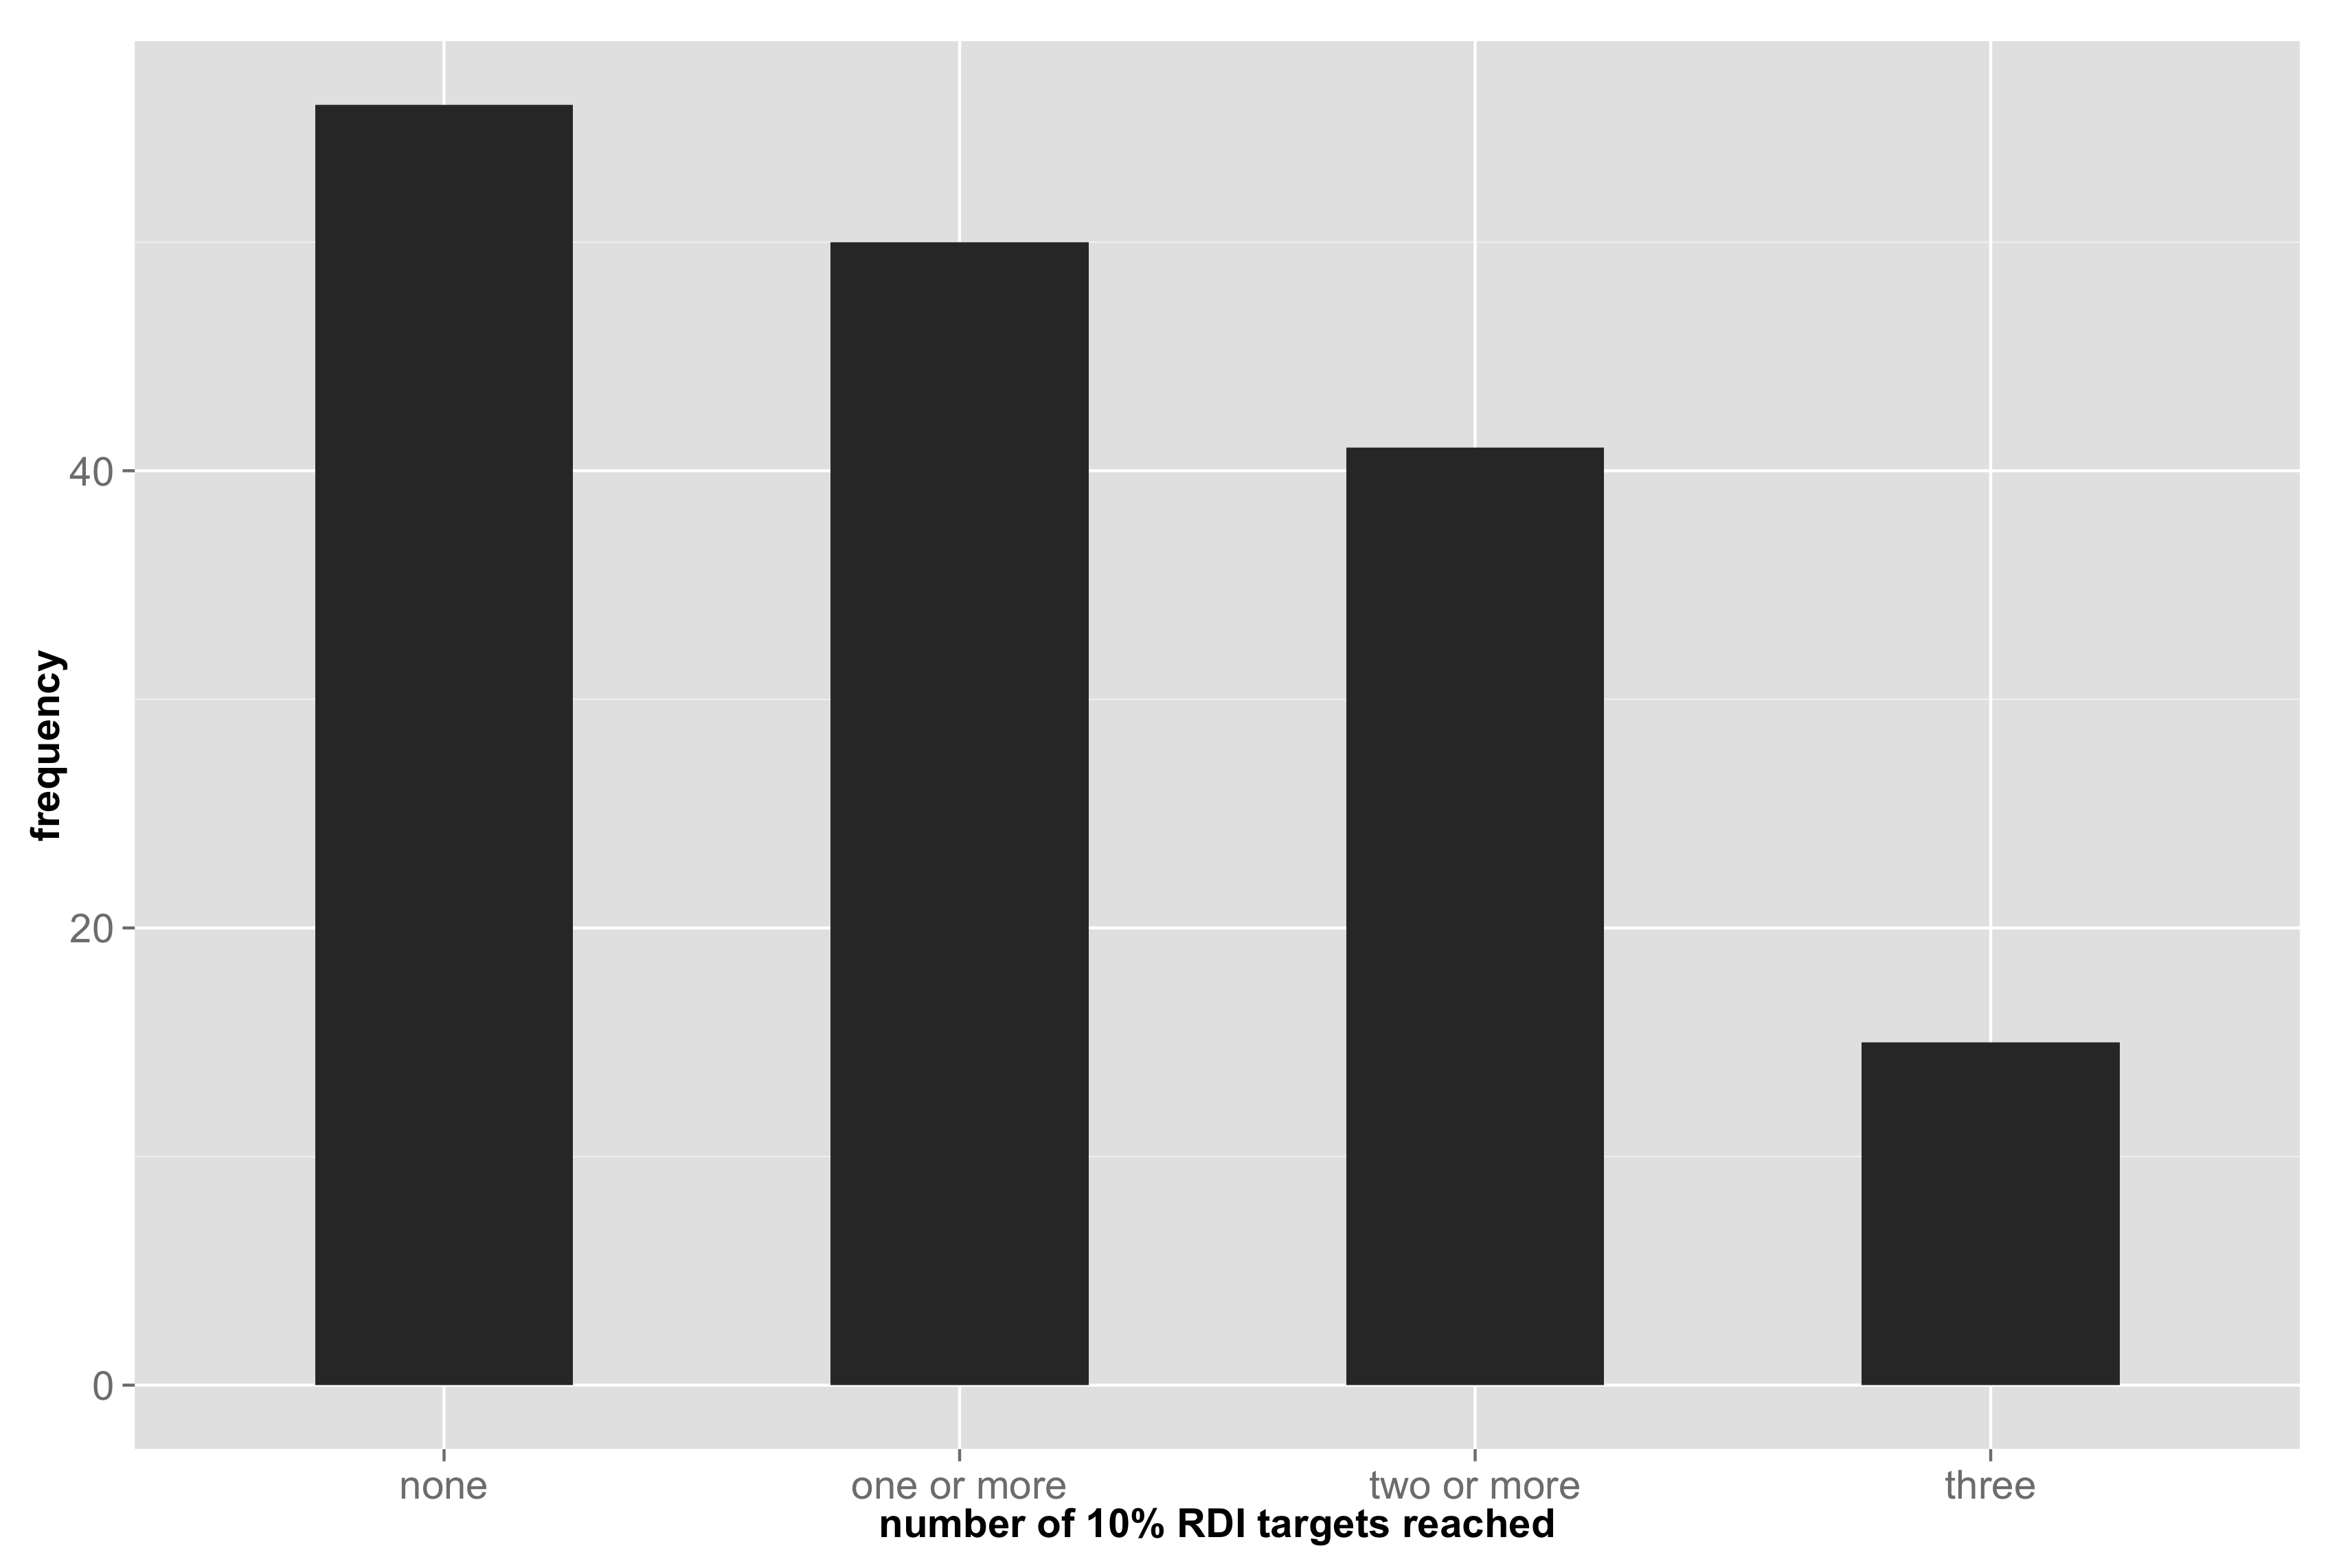 frequency
40
20
0
none
one or more
two or more
three
number of 10% RDI targets reached